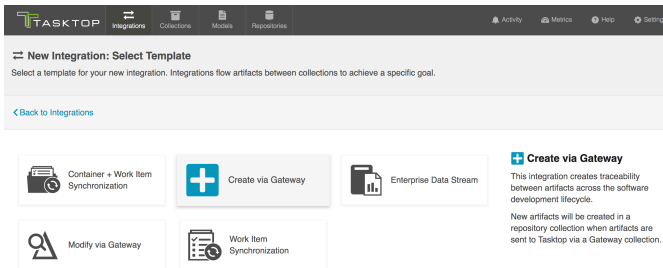 TASKTOP
Integrations
Collections
Models
Repositories
Activity
Metrics
Help
Setting
New Integration: Select Template
Select a template for your new integration. Integrations flow artifacts between collections to achieve a specific goal.
Back to Integrations
Container + Work Item
Synchronization
Create via Gateway
Enterprise Data Stream
Modify via Gateway
Work Item
Synchronization
Create via Gateway
This integration creates traceability
between artifacts across the software
development lifecycle.
New artifacts will be created in a
repository collection when artifacts are
sent to Tasktop via a Gateway collection.